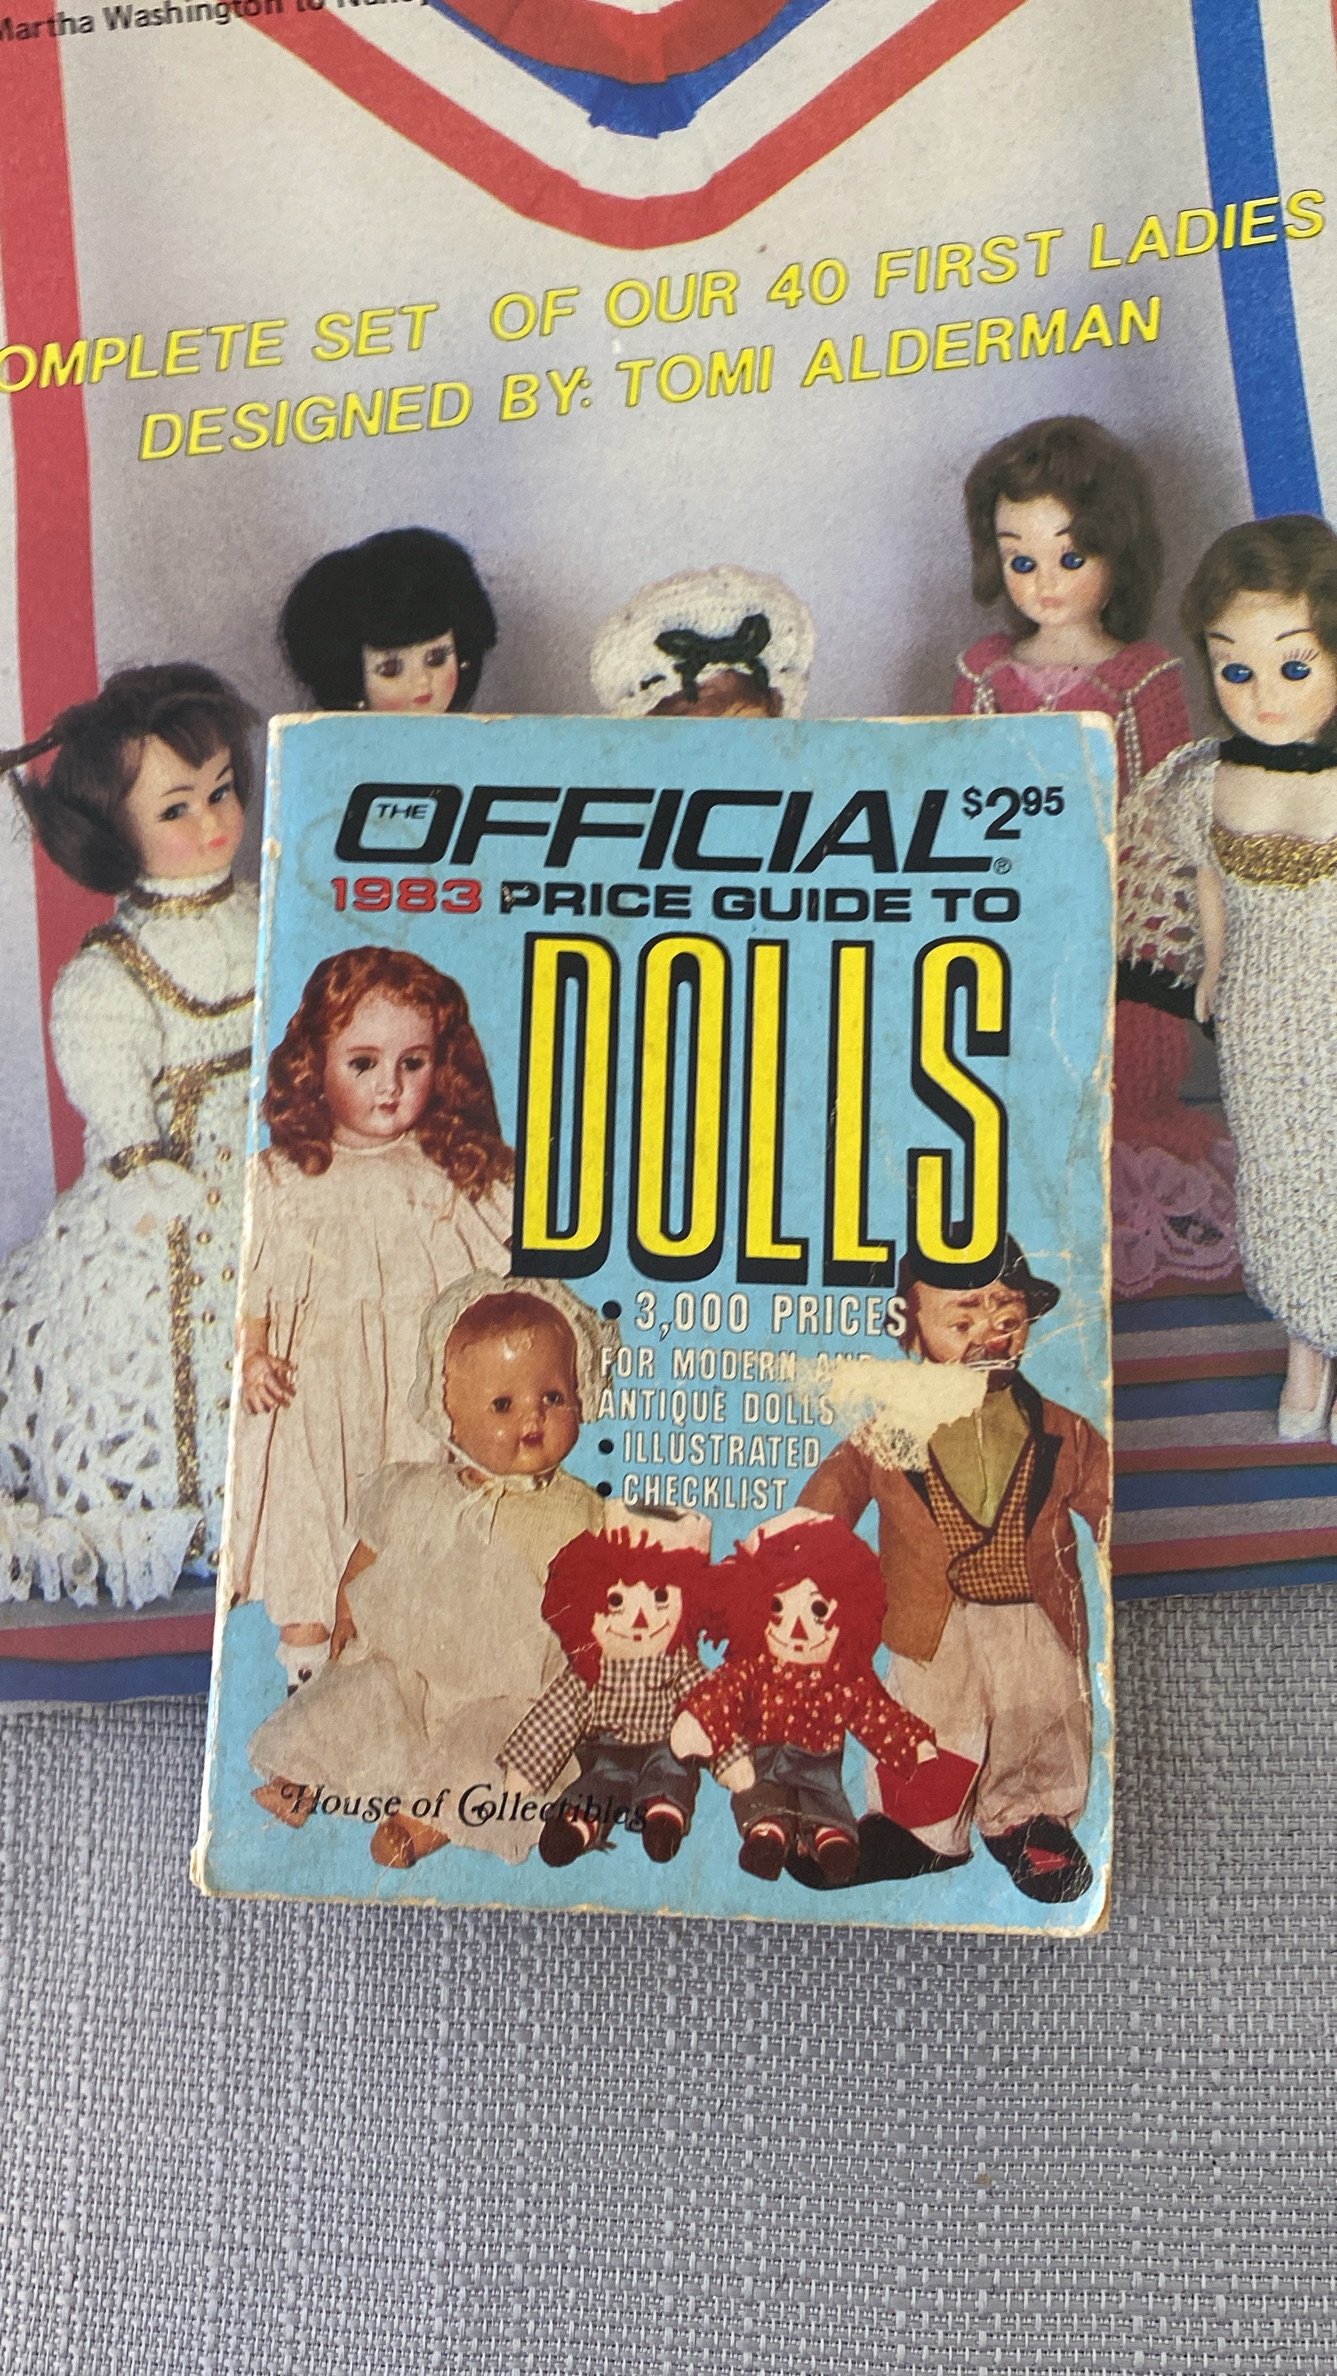 Martha Washington to
OMPLETE SET OF OUR 40 FIRST LADIES
DESIGNED BY: TOMI ALDERMAN
THE OFFICIAL® $2.95
1983 PRICE GUIDE TO
DOLLS
• 3,000 PRICES
FOR MODERN
ANTIQUE DOLLS
• ILLUSTRATED
• CHECKLIST
House of Collectibles